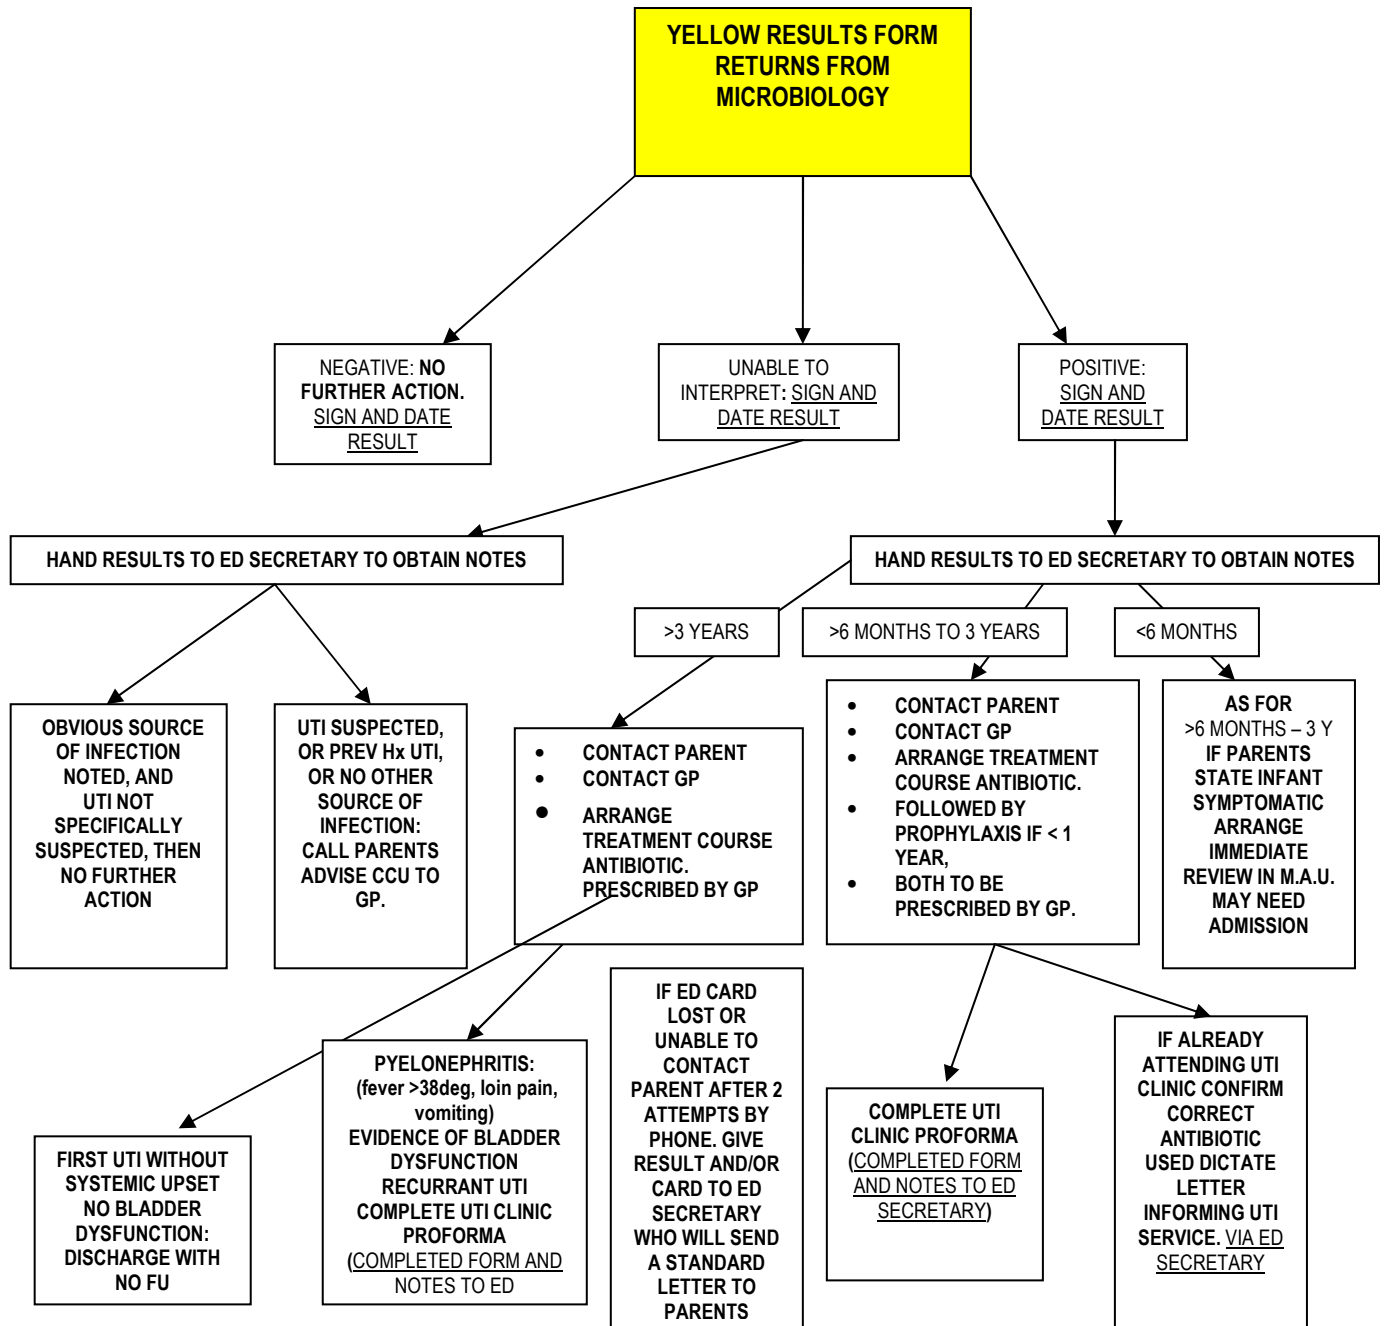 YELLOW RESULTS FORM
RETURNS FROM
MICROBIOLOGY
NEGATIVE: NO
FURTHER ACTION.
SIGN AND DATE
RESULT
UNABLE TO
INTERPRET: SIGN AND
DATE RESULT
POSITIVE:
SIGN AND
DATE RESULT
HAND RESULTS TO ED SECRETARY TO OBTAIN NOTES
HAND RESULTS TO ED SECRETARY TO OBTAIN NOTES
>3 YEARS
>6 MONTHS TO 3 YEARS
<6 MONTHS
OBVIOUS SOURCE
OF INFECTION
NOTED, AND
UTI NOT
SPECIFICALLY
SUSPECTED, THEN
NO FURTHER
ACTION
UTI SUSPECTED,
OR PREV Hx UTI,
OR NO OTHER
SOURCE OF
INFECTION:
CALL PARENTS
ADVISE CCU TO
GP.
• CONTACT PARENT
• CONTACT GP
• ARRANGE
TREATMENT COURSE
ANTIBIOTIC.
PRESCRIBED BY GP
• CONTACT PARENT
• CONTACT GP
• ARRANGE TREATMENT
COURSE ANTIBIOTIC.
• FOLLOWED BY
PROPHYLAXIS IF < 1
YEAR,
• BOTH TO BE
PRESCRIBED BY GP.
AS FOR
>6 MONTHS – 3 Y
IF PARENTS
STATE INFANT
SYMPTOMATIC
ARRANGE
IMMEDIATE
REVIEW IN M.A.U.
MAY NEED
ADMISSION
FIRST UTI WITHOUT
SYSTEMIC UPSET
NO BLADDER
DYSFUNCTION:
DISCHARGE WITH
NO FU
PYELONEPHRITIS:
(fever >38deg, loin pain,
vomiting)
EVIDENCE OF BLADDER
DYSFUNCTION
RECURRANT UTI
COMPLETE UTI CLINIC
PROFORMA
(COMPLETED FORM AND
NOTES TO ED
IF ED CARD
LOST OR
UNABLE TO
CONTACT
PARENT AFTER 2
ATTEMPTS BY
PHONE. GIVE
RESULT AND/OR
CARD TO ED
SECRETARY
WHO WILL SEND
A STANDARD
LETTER TO
PARENTS
COMPLETE UTI
CLINIC PROFORMA
(COMPLETED FORM
AND NOTES TO ED
SECRETARY)
IF ALREADY
ATTENDING UTI
CLINIC CONFIRM
CORRECT
ANTIBIOTIC
USED DICTATE
LETTER
INFORMING UTI
SERVICE. VIA ED
SECRETARY